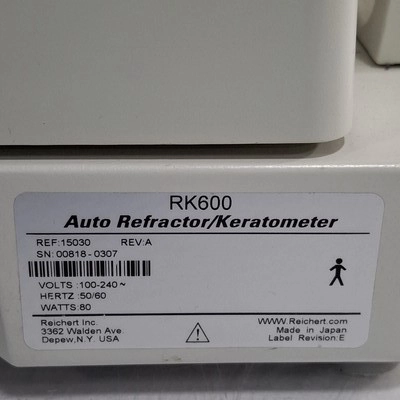 RK600
Auto Refractor/Keratometer
REF:15030 REV:A
SN:00818-0307
VOLTS :100-240~
HERTZ :50/60
WATTS:80
Reichert Inc.
3362 Walden Ave.
Depew,N.Y. USA
WWW.Reichert.com
Made in Japan
Label Revision:E